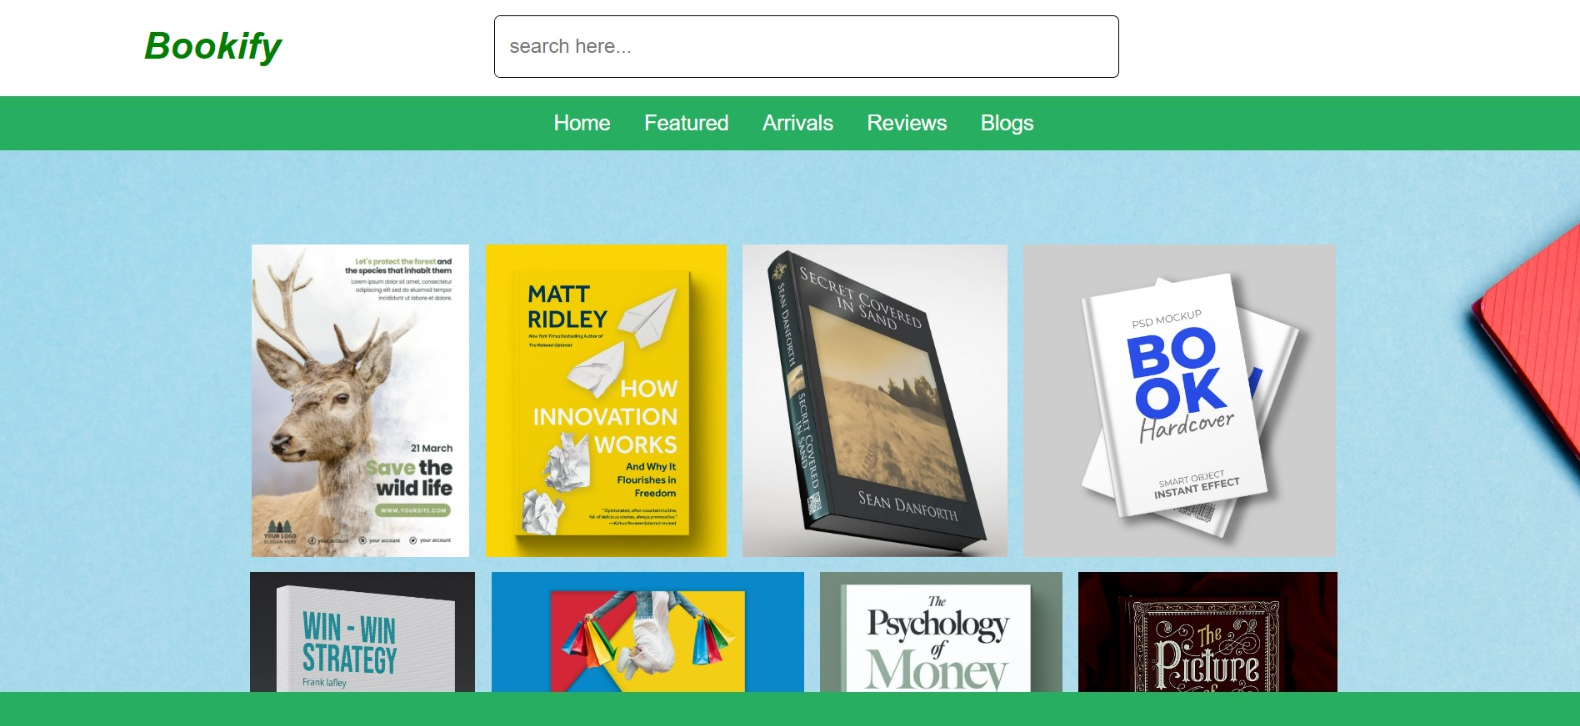 Bookify
search here...
Home Featured Arrivals Reviews Blogs
Let's protect the forest and
the species that inhabit them
Lorem ipsum dolor sit amet, consectetur
adipiscing elit sed do eiusmod tempor
incididunt ut labore et dolore.
21 March
Save the
wild life
WWW.YOURSITE.COM
YOUR LOGO
SLOGAN HERE
your account your account your account
MATT
RIDLEY
New York Times Bestselling Author of
The Rational Optimist
HOW
INNOVATION
WORKS
And Why It
Flourishes in
Freedom
SECRET COVERED
IN SAND
SEAN DANFORTH
SEAN DANFORTH
SECRET COVERED
IN SAND
PSD MOCKUP
BO
OK
Hardcover
SMART OBJECT
INSTANT EFFECT
WIN - WIN
STRATEGY
Frank lafley
The
Psychology
of
Money
The
Picture